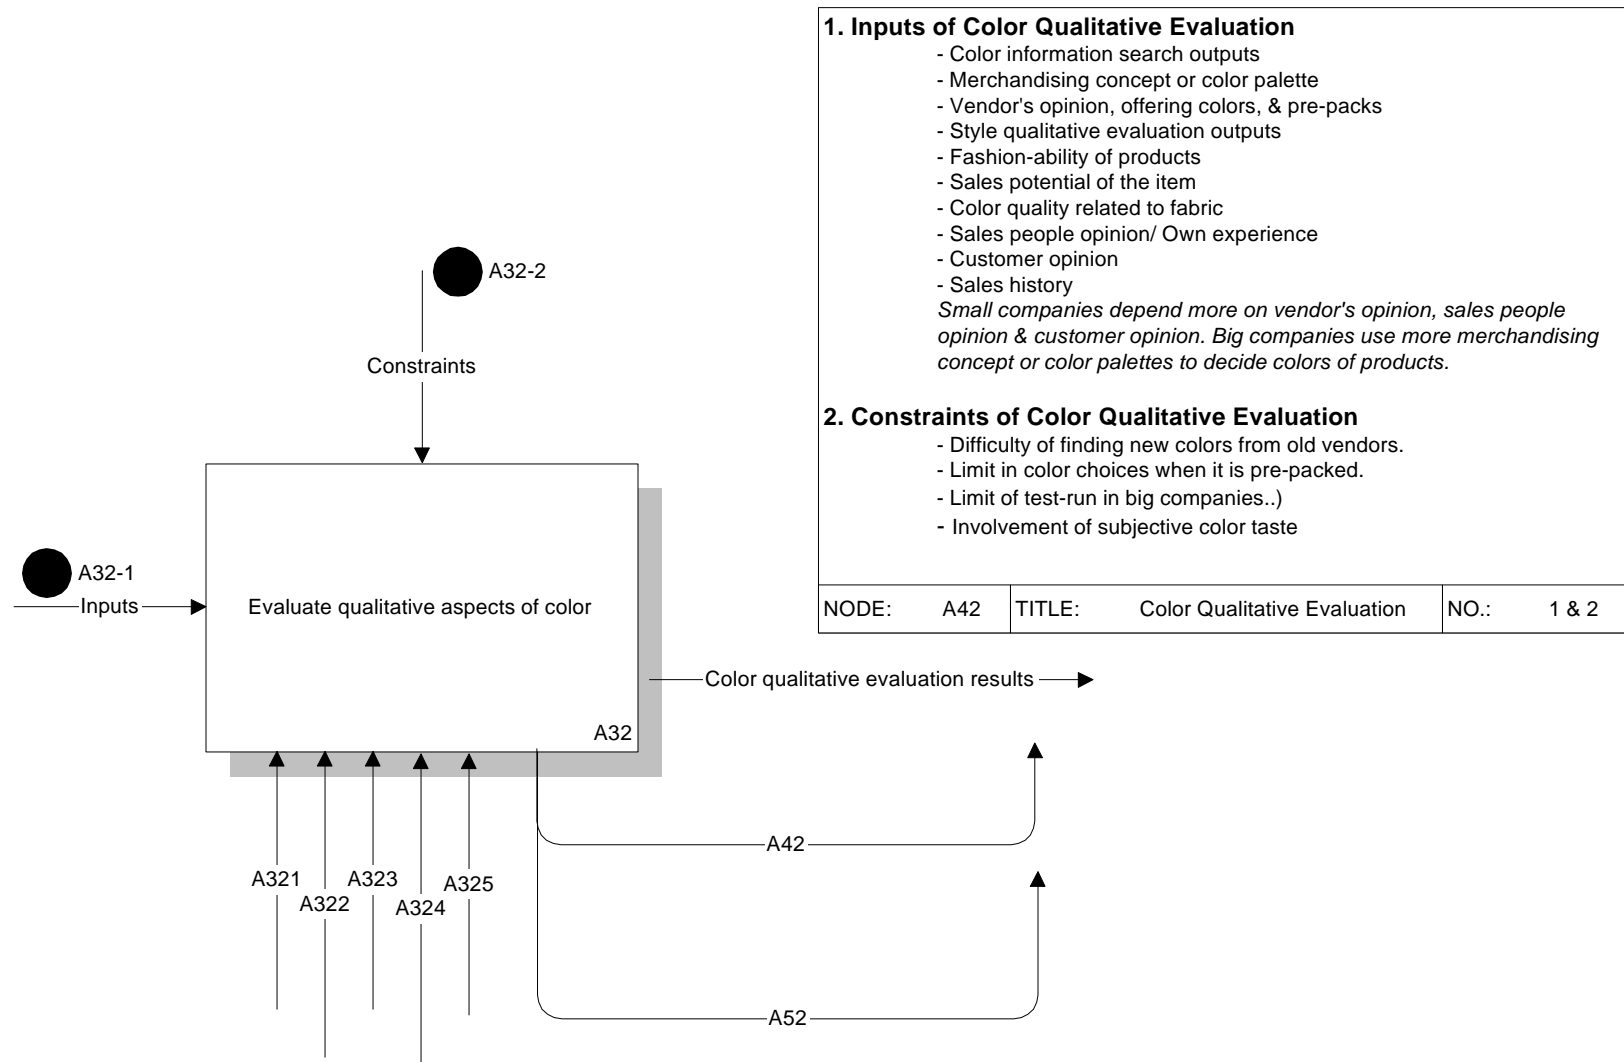 1. Inputs of Color Qualitative Evaluation
- Color information search outputs
- Merchandising concept or color palette
- Vendor's opinion, offering colors, & pre-packs
- Style qualitative evaluation outputs
- Fashion-ability of products
- Sales potential of the item
- Color quality related to fabric
- Sales people opinion/ Own experience
- Customer opinion
- Sales history
Small companies depend more on vendor's opinion, sales people
opinion & customer opinion. Big companies use more merchandising
concept or color palettes to decide colors of products.
2. Constraints of Color Qualitative Evaluation
- Difficulty of finding new colors from old vendors.
- Limit in color choices when it is pre-packed.
- Limit of test-run in big companies..)
- Involvement of subjective color taste
NODE: A42 TITLE: Color Qualitative Evaluation NO.: 1 & 2
A32-2
Constraints
A32-1
Inputs
Evaluate qualitative aspects of color
A32
Color qualitative evaluation results
A321
A322
A323
A324
A325
A42
A52